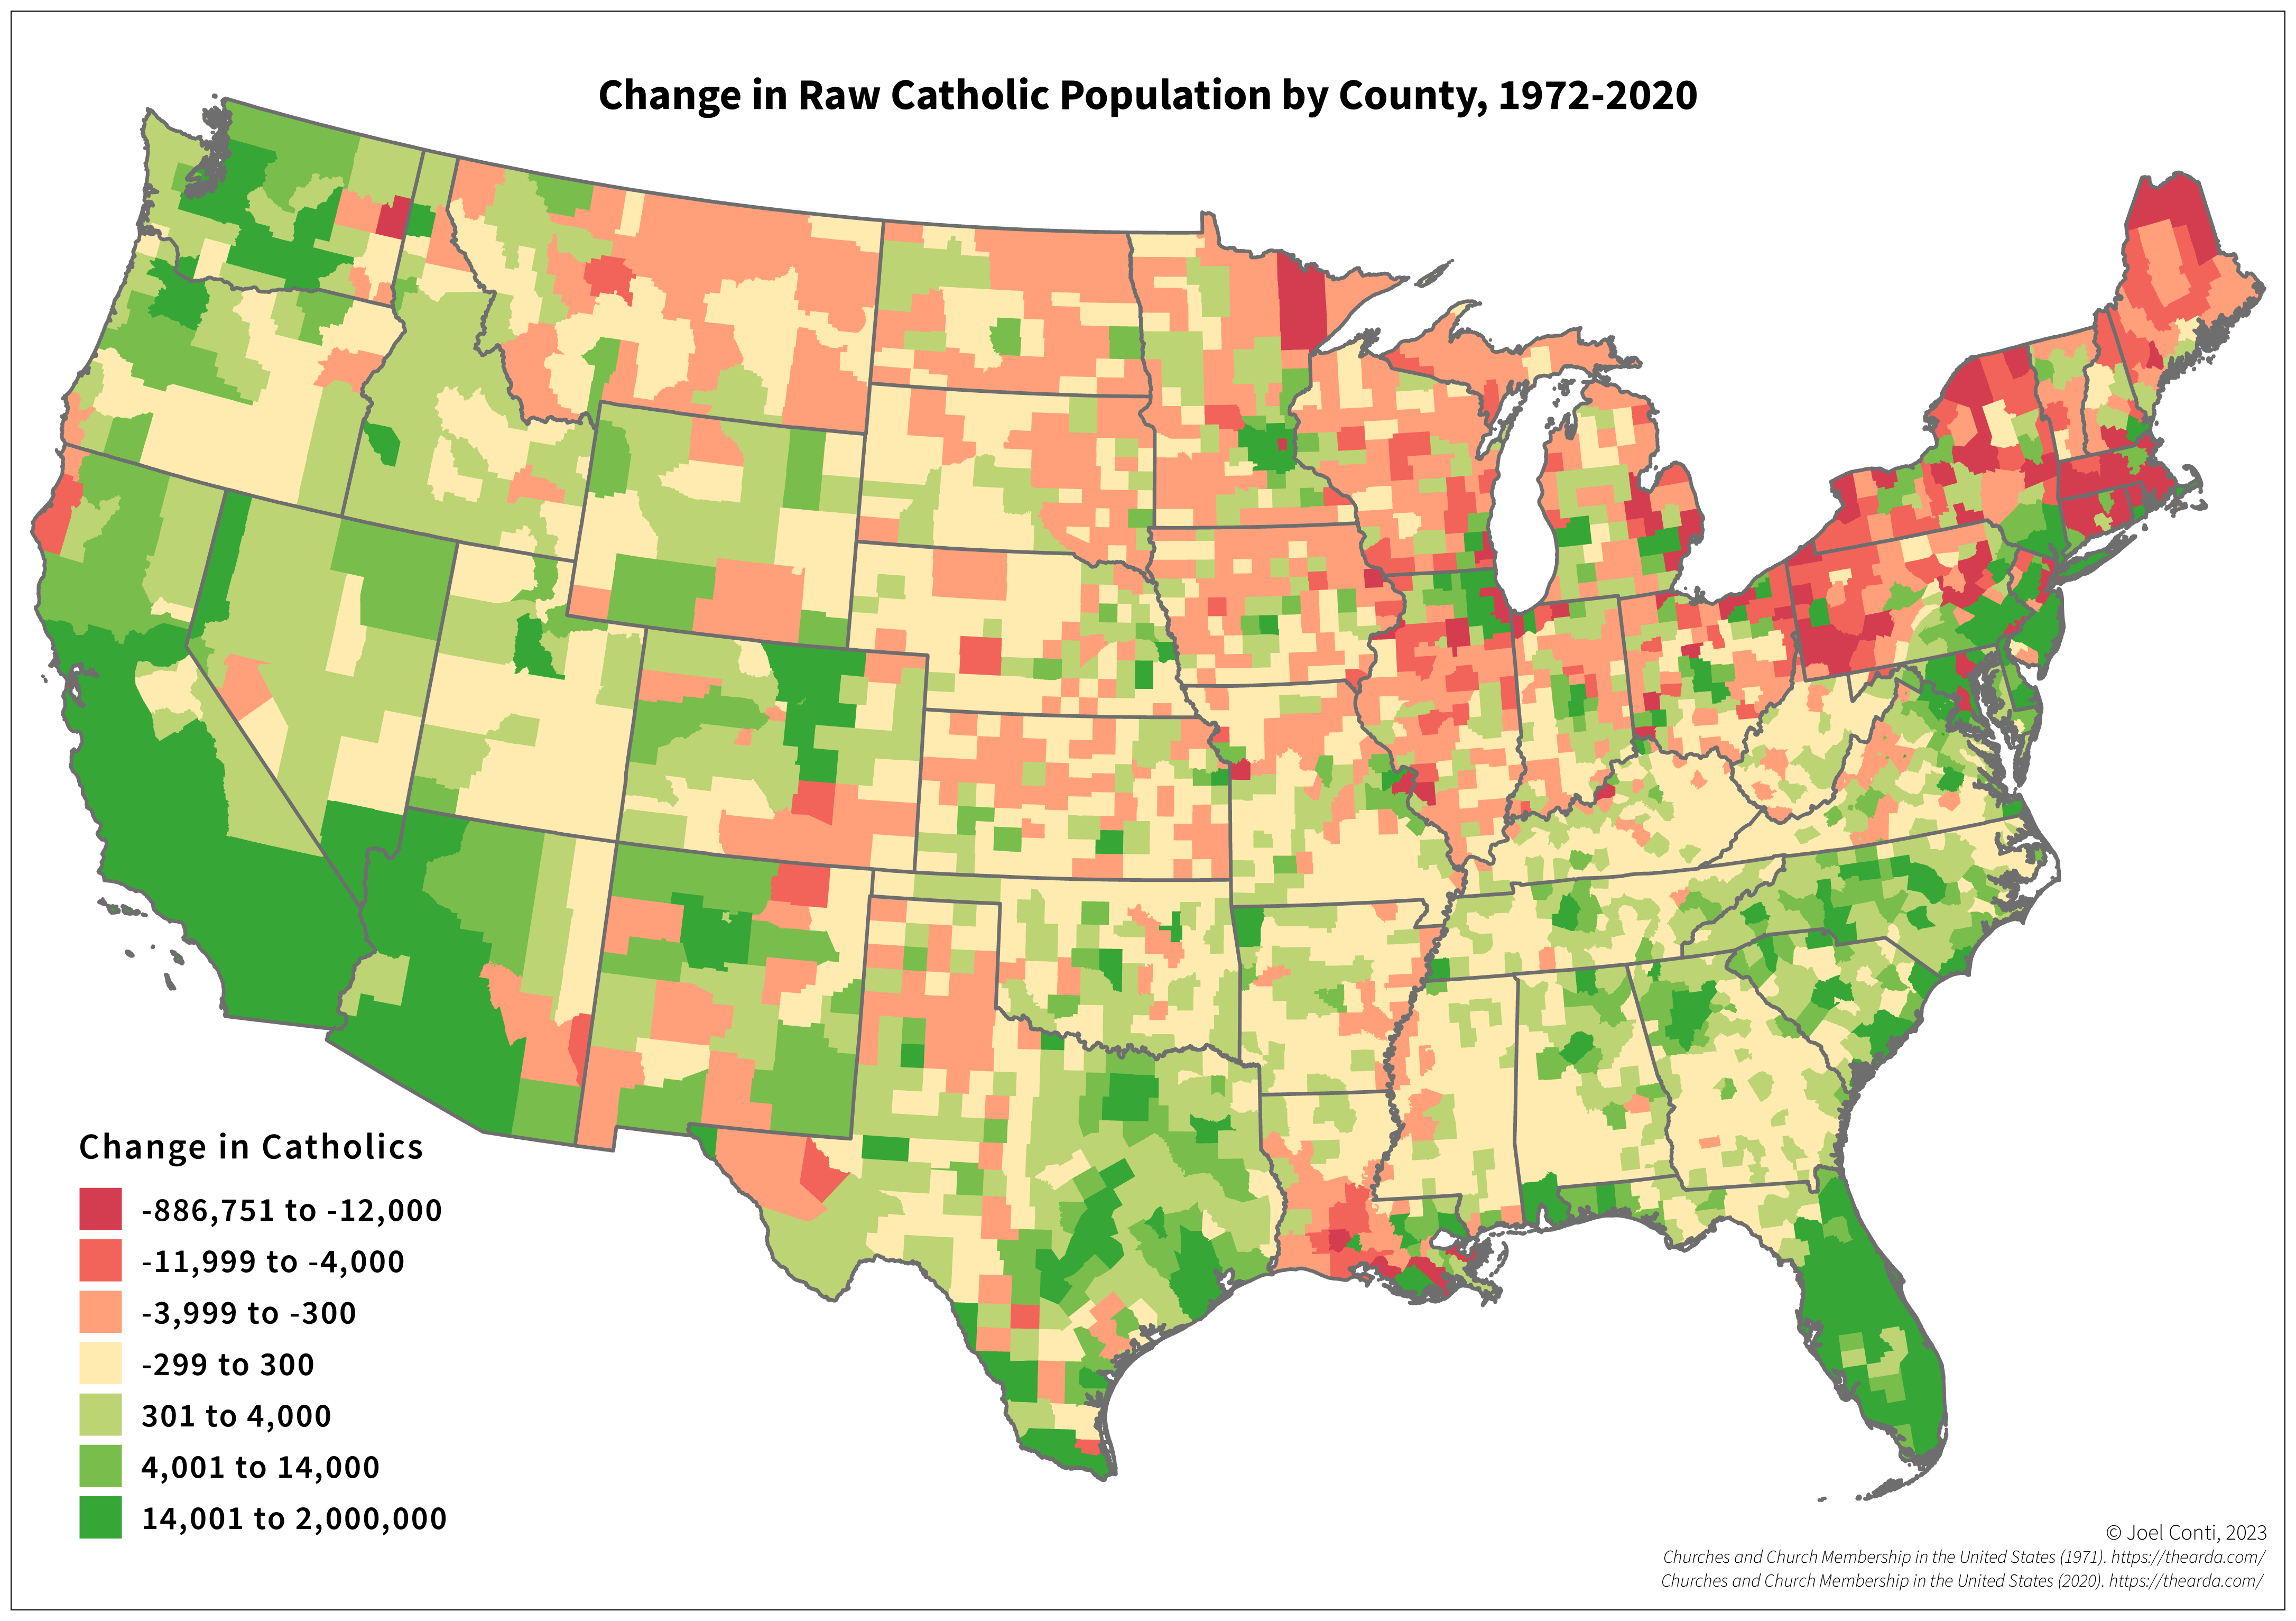 Change in Raw Catholic Population by County, 1972-2020
Change in Catholics
-886,751 to -12,000
-11,999 to -4,000
-3,999 to -300
-299 to 300
301 to 4,000
4,001 to 14,000
14,001 to 2,000,000
© Joel Conti, 2023
Churches and Church Membership in the United States (1971). https://thearda.com/
Churches and Church Membership in the United States (2020). https://thearda.com/